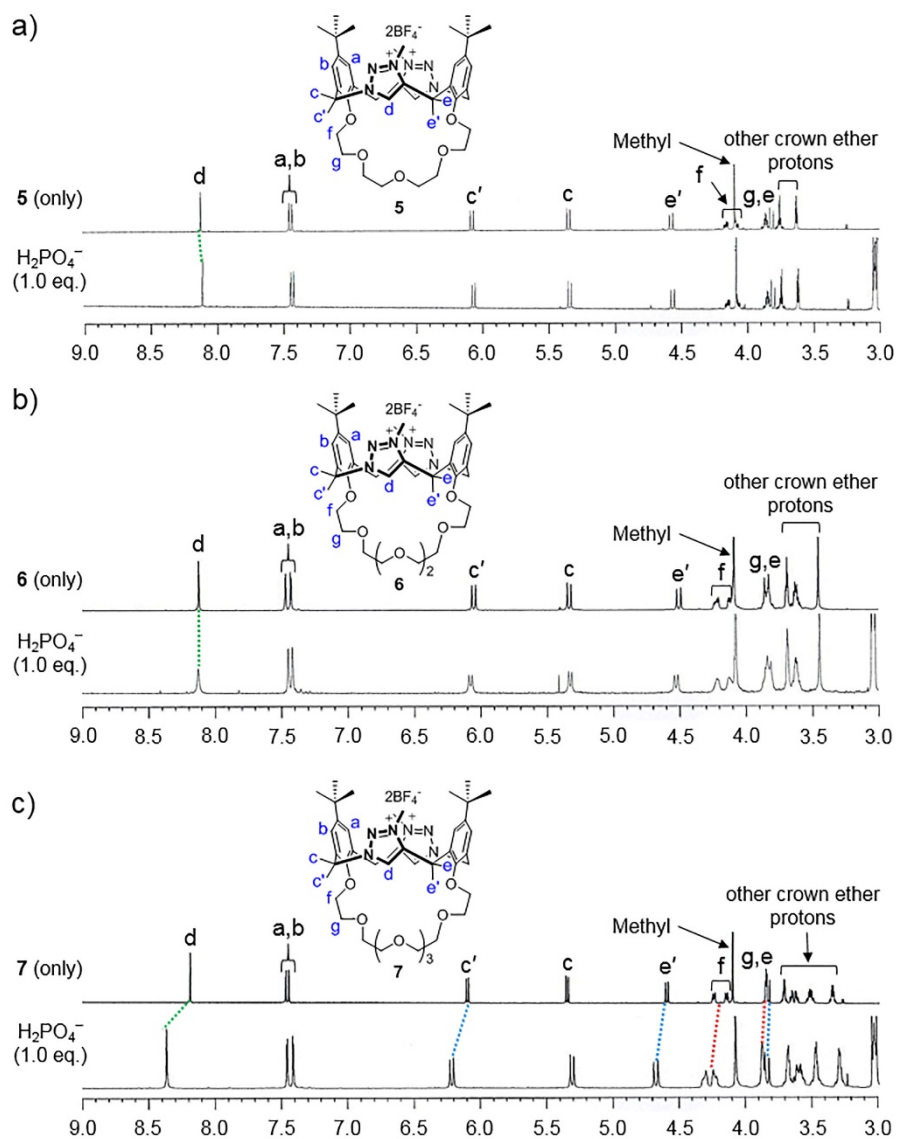 a)
2BF₄⁻
b
a
N=N⁺
⁺N=N
N
N
c
c'
d
e
e'
f
g
O
O
O
O
O
5
d
a,b
c'
c
e'
Methyl
f
g,e
other crown ether
protons
5 (only)
H₂PO₄⁻
(1.0 eq.)
9.0 8.5 8.0 7.5 7.0 6.5 6.0 5.5 5.0 4.5 4.0 3.5 3.0
b)
2BF₄⁻
b
a
N=N⁺
⁺N=N
N
N
c
c'
d
e
e'
f
g
O
O
O
O
O
2
6
d
a,b
c'
c
e'
Methyl
f
g,e
other crown ether
protons
6 (only)
H₂PO₄⁻
(1.0 eq.)
9.0 8.5 8.0 7.5 7.0 6.5 6.0 5.5 5.0 4.5 4.0 3.5 3.0
c)
2BF₄⁻
b
a
N=N⁺
⁺N=N
N
N
c
c'
d
e
e'
f
g
O
O
O
O
O
3
7
d
a,b
c'
c
e'
Methyl
f
g,e
other crown ether
protons
7 (only)
H₂PO₄⁻
(1.0 eq.)
9.0 8.5 8.0 7.5 7.0 6.5 6.0 5.5 5.0 4.5 4.0 3.5 3.0